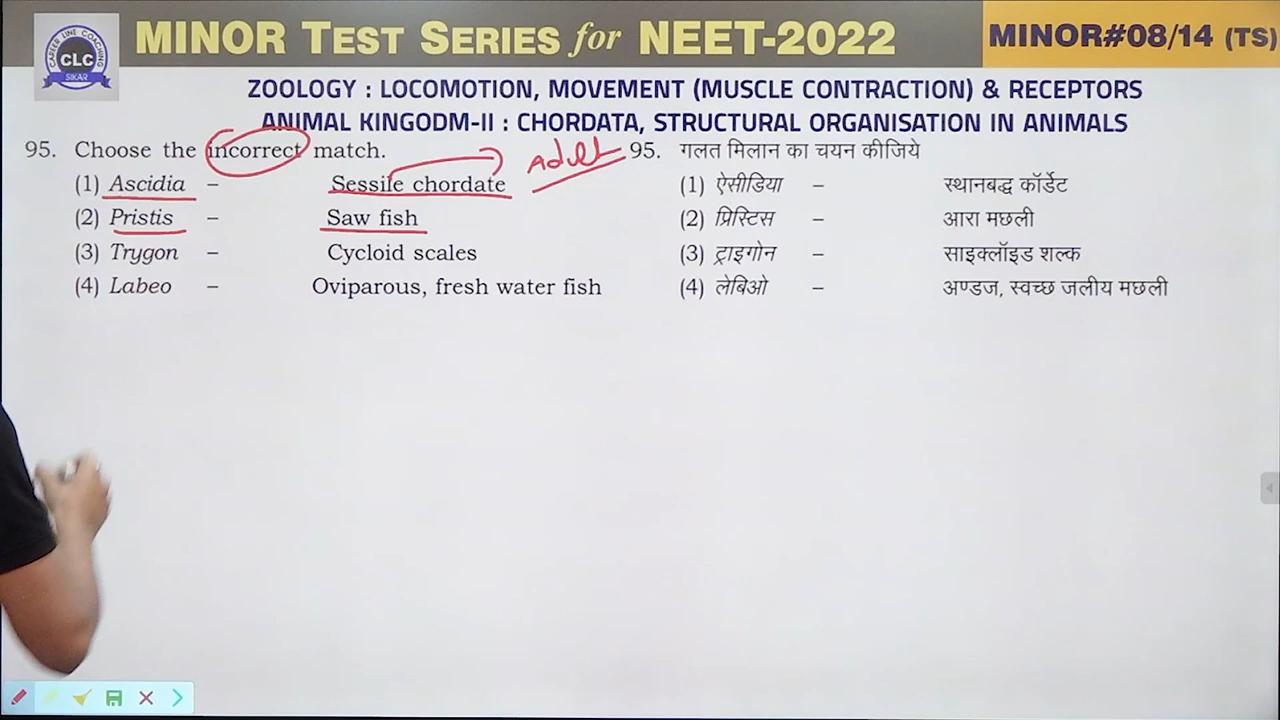 CAREER LINE COACHING
CLC
SIKAR
MINOR TEST SERIES for NEET-2022
MINOR#08/14 (TS)
ZOOLOGY : LOCOMOTION, MOVEMENT (MUSCLE CONTRACTION) & RECEPTORS
ANIMAL KINGODM-II : CHORDATA, STRUCTURAL ORGANISATION IN ANIMALS
95. Choose the incorrect match.
Adult
(1) Ascidia – Sessile chordate
(2) Pristis – Saw fish
(3) Trygon – Cycloid scales
(4) Labeo – Oviparous, fresh water fish
95. गलत मिलान का चयन कीजिये
(1) ऐसीडिया – स्थानबद्ध कॉर्डेट
(2) प्रिस्टिस – आरा मछली
(3) ट्राइगोन – साइक्लॉइड शल्क
(4) लेबिओ – अण्डज, स्वच्छ जलीय मछली